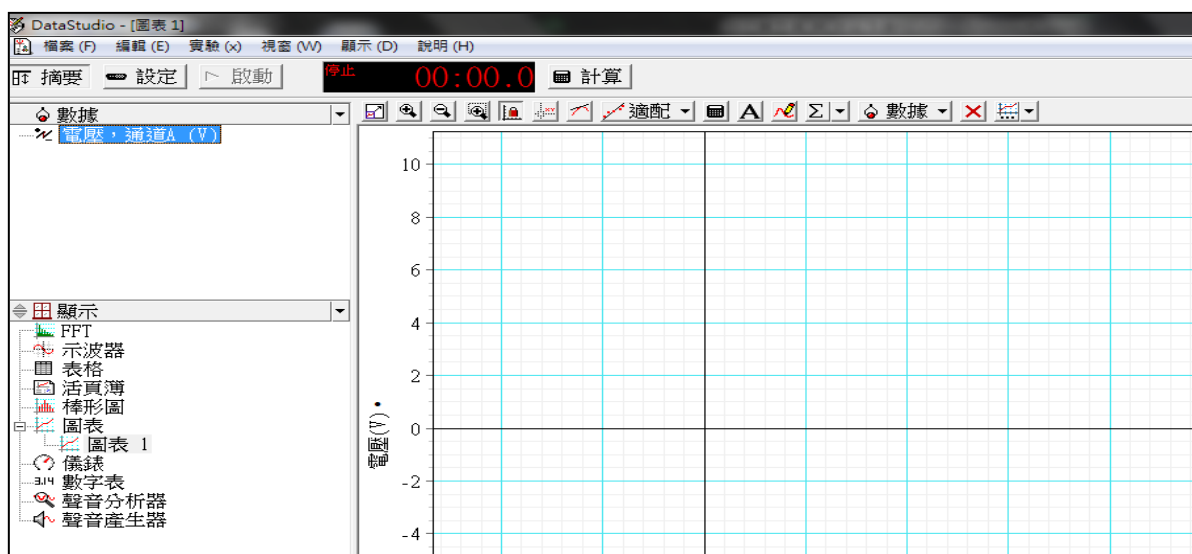 DataStudio - [圖表 1]
檔案 (F) 編輯 (E) 實驗 (x) 視窗 (W) 顯示 (D) 說明 (H)
摘要 設定 啟動 停止 00:00.0 計算
數據
電壓，通道A (V)
適配 A Σ 數據
顯示
FFT
示波器
表格
活頁簿
棒形圖
圖表
圖表 1
儀錶
3.14 數字表
聲音分析器
聲音產生器
電壓(V)
10
8
6
4
2
0
-2
-4